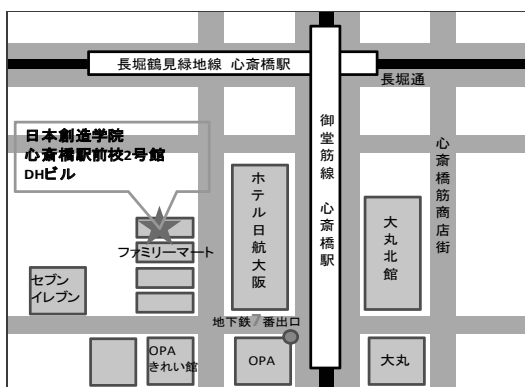 長堀鶴見緑地線 心斎橋駅
長堀通
日本創造学院
心斎橋駅前校2号館
DHビル
御堂筋線 心斎橋駅
心斎橋筋商店街
ホテル日航大阪
大丸北館
ファミリーマート
セブン
イレブン
地下鉄7番出口
OPA
きれい館
OPA
大丸